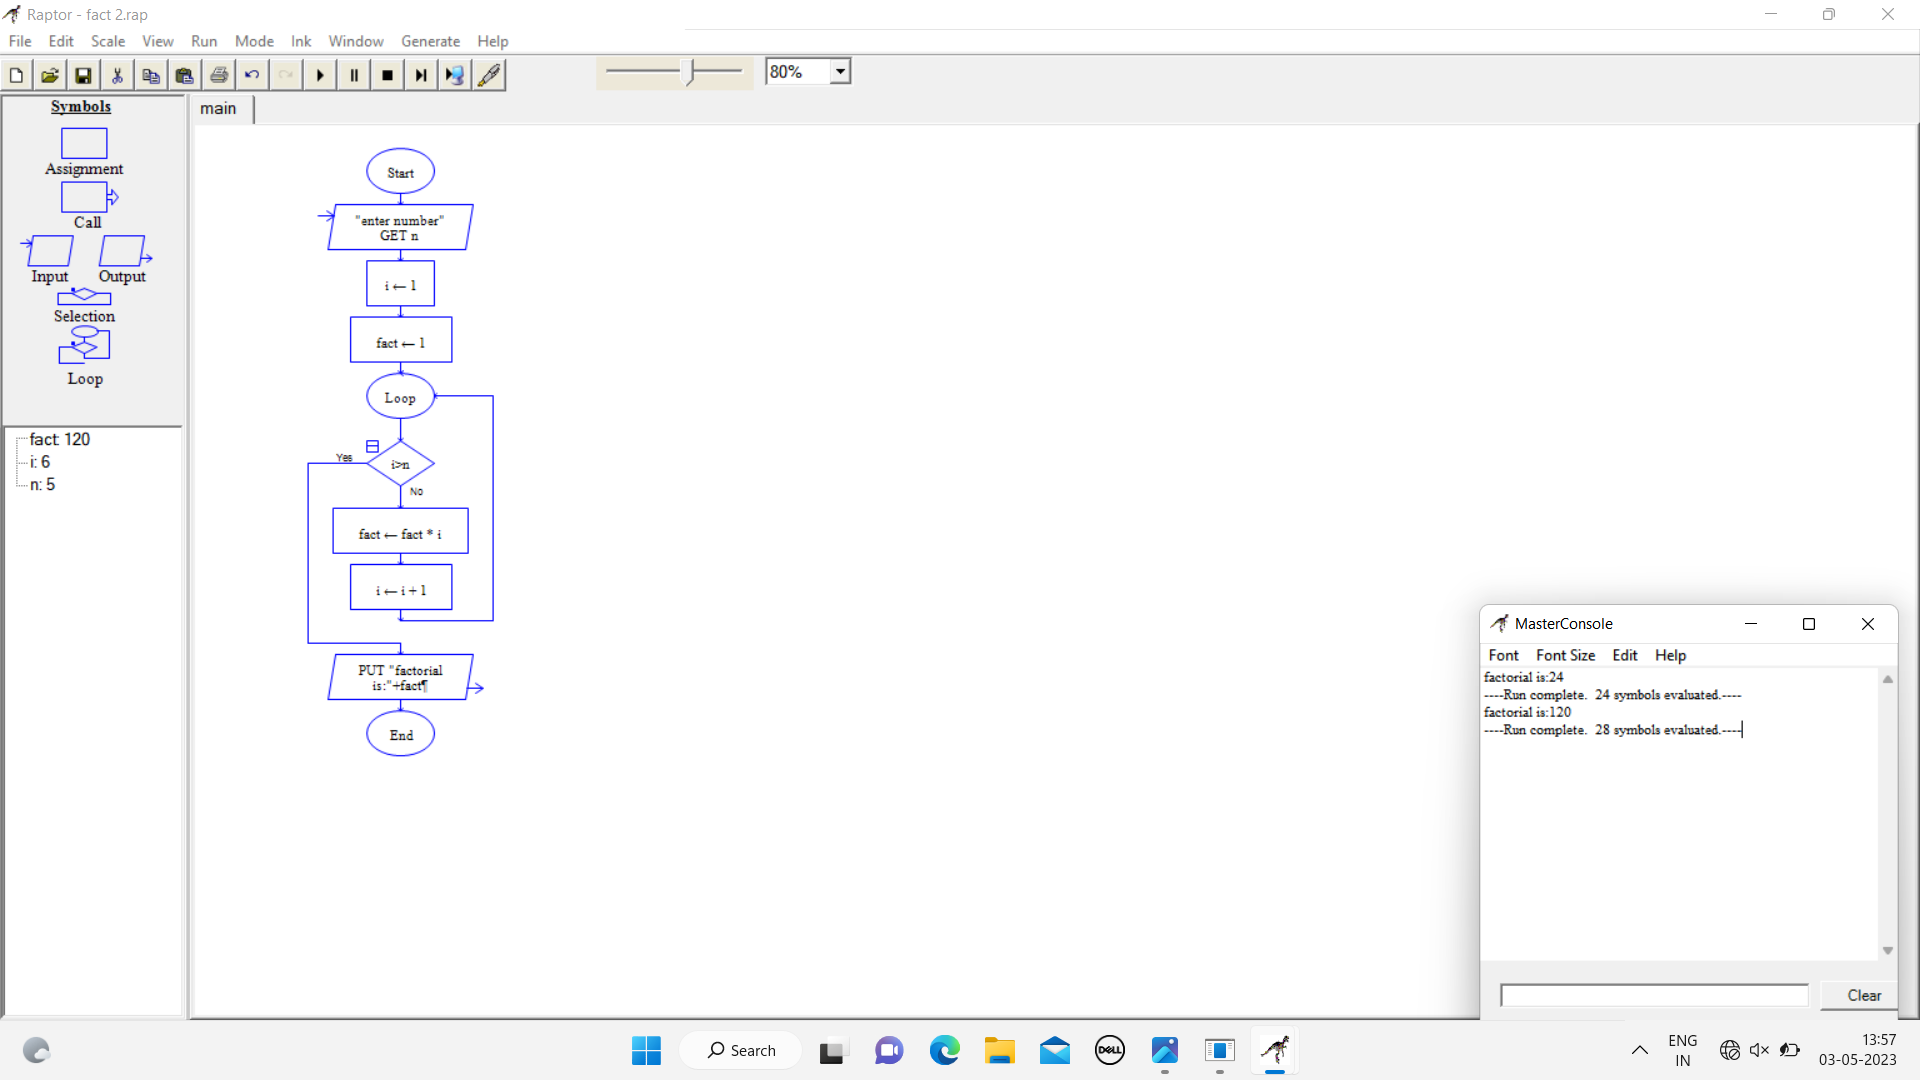 Raptor - fact 2.rap
File Edit Scale View Run Mode Ink Window Generate Help
80%
Symbols
Assignment
Call
Input Output
Selection
Loop
fact: 120
i: 6
n: 5
main
Start
"enter number"
GET n
i ← 1
fact ← 1
Loop
Yes
i>n
No
fact ← fact * i
i ← i + 1
PUT "factorial
is:"+fact¶
End
MasterConsole
Font Font Size Edit Help
factorial is:24
----Run complete. 24 symbols evaluated.----
factorial is:120
----Run complete. 28 symbols evaluated.----
Clear
Search
DELL
ENG
IN
13:57
03-05-2023